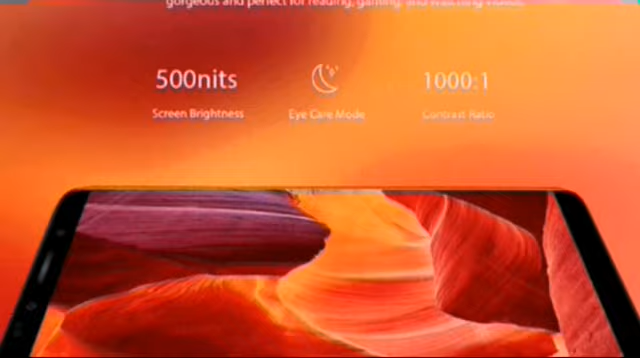 gorgeous and perfect for reading, gaming, and watching videos.
500nits 1000:1
Screen Brightness Eye Care Mode Contrast Ratio